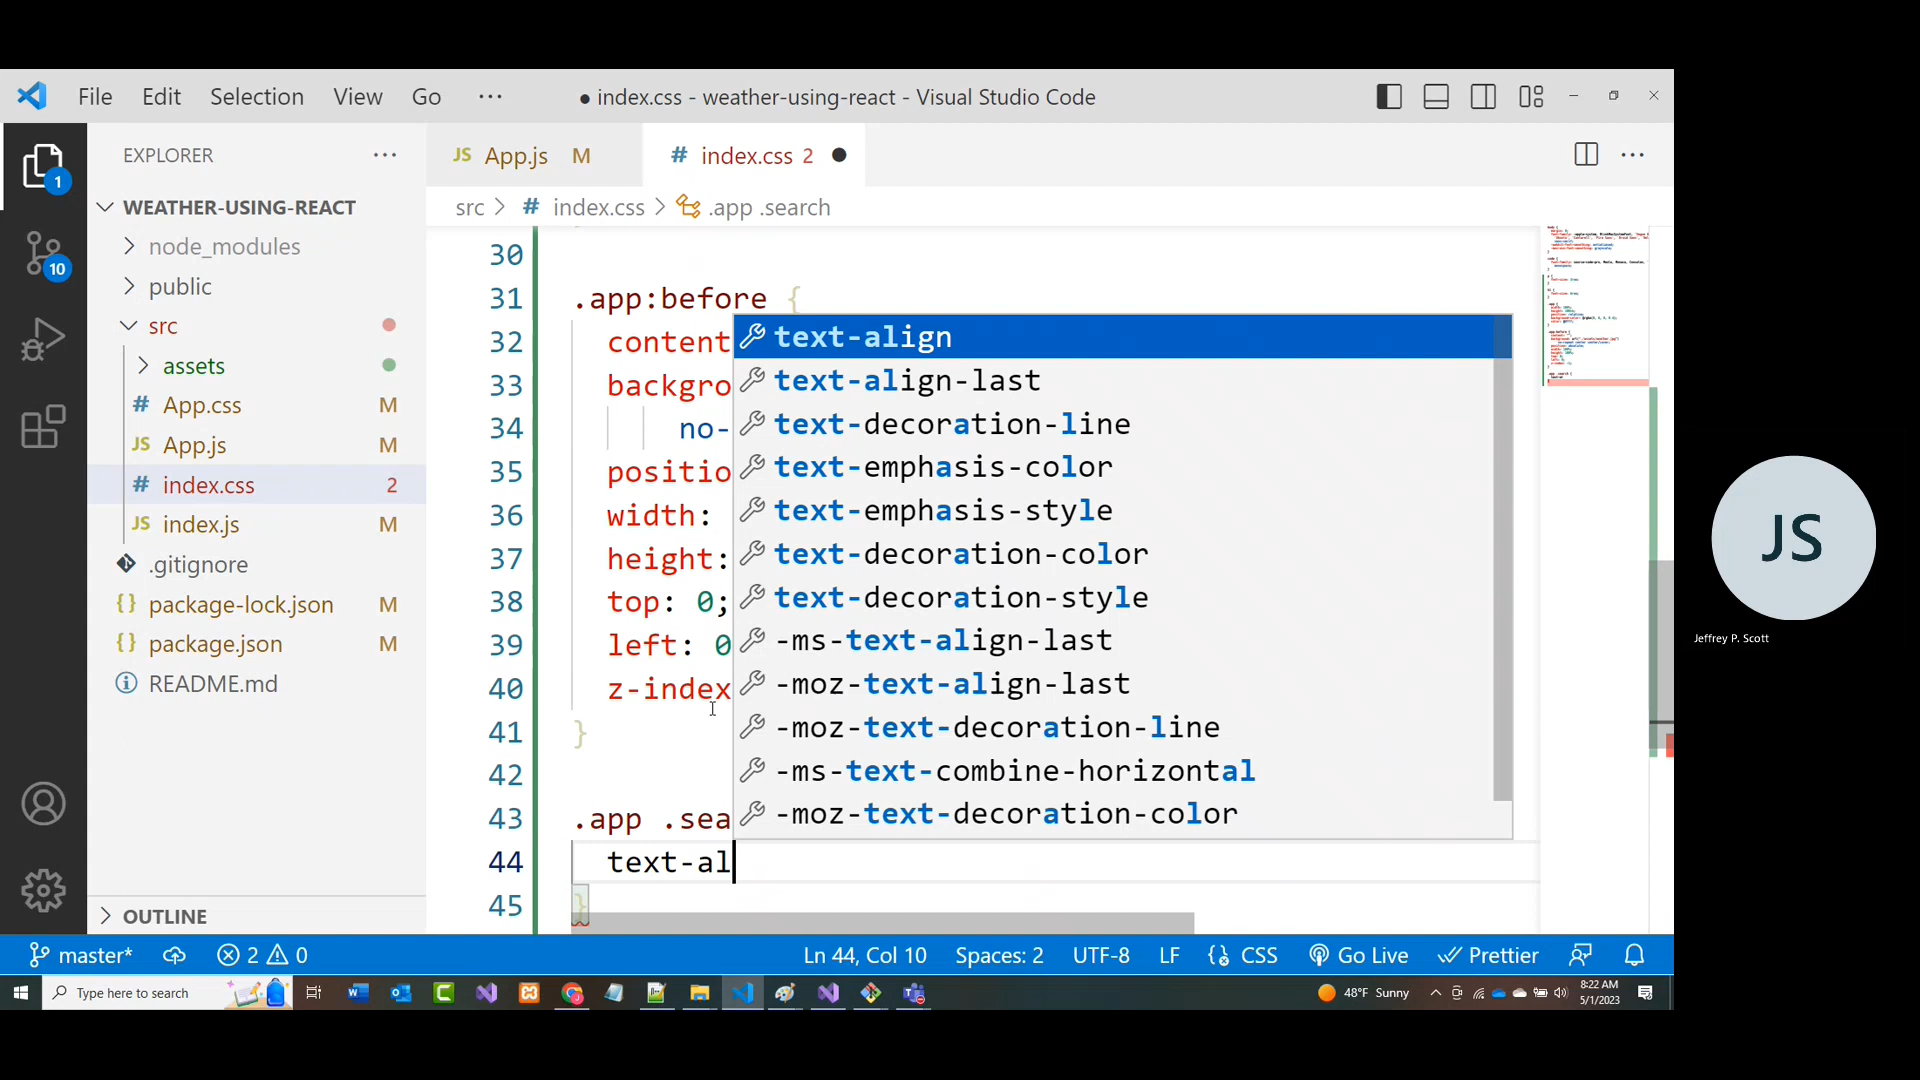 File Edit Selection View Go ··· ● index.css - weather-using-react - Visual Studio Code
EXPLORER ···
JS App.js M
# index.css 2 ●
src > # index.css > .app .search
WEATHER-USING-REACT
node_modules
public
src
assets
# App.css M
JS App.js M
# index.css 2
JS index.js M
.gitignore
{} package-lock.json M
{} package.json M
README.md
OUTLINE
1
10
30
31 .app:before {
32 content
33 backgro
34 no-
35 positio
36 width:
37 height:
38 top: 0;
39 left: 0
40 z-index
41 }
42
43 .app .sea
44 text-al
45 }
text-align
text-align-last
text-decoration-line
text-emphasis-color
text-emphasis-style
text-decoration-color
text-decoration-style
-ms-text-align-last
-moz-text-align-last
-moz-text-decoration-line
-ms-text-combine-horizontal
-moz-text-decoration-color
JS
Jeffrey P. Scott
master* 2 0 Ln 44, Col 10 Spaces: 2 UTF-8 LF CSS Go Live Prettier
Type here to search
48°F Sunny
8:22 AM
5/1/2023